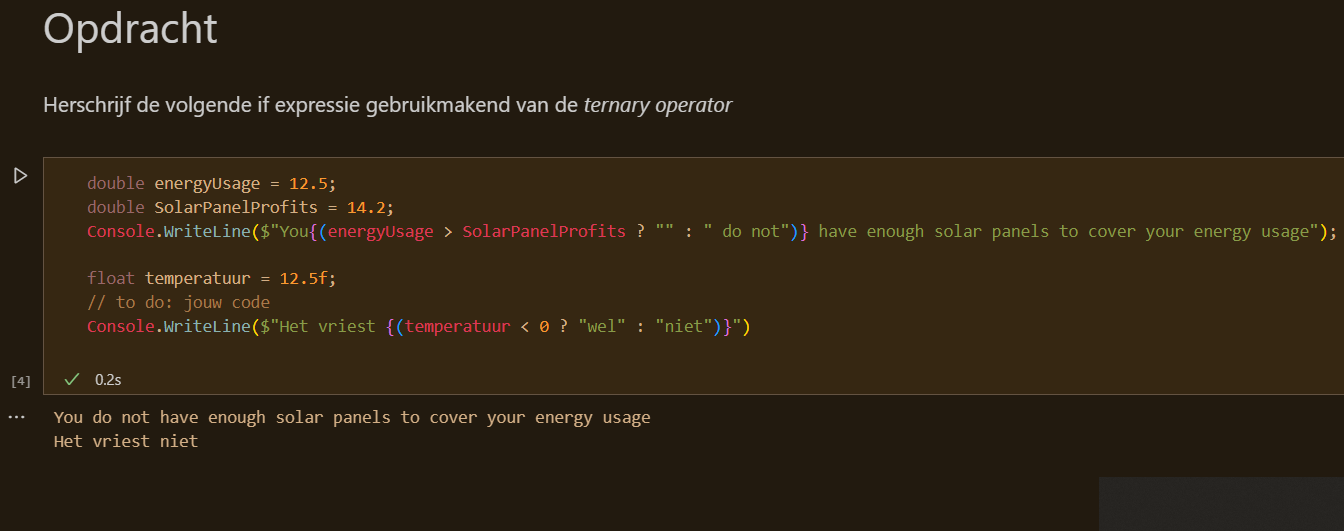 Opdracht
Herschrijf de volgende if expressie gebruikmakend van de ternary operator
double energyUsage = 12.5;
double SolarPanelProfits = 14.2;
Console.WriteLine($"You{(energyUsage > SolarPanelProfits ? "" : " do not")} have enough solar panels to cover your energy usage");
float temperatuur = 12.5f;
// to do: jouw code
Console.WriteLine($"Het vriest {(temperatuur < 0 ? "wel" : "niet")}")
[4]
0.2s
You do not have enough solar panels to cover your energy usage
Het vriest niet